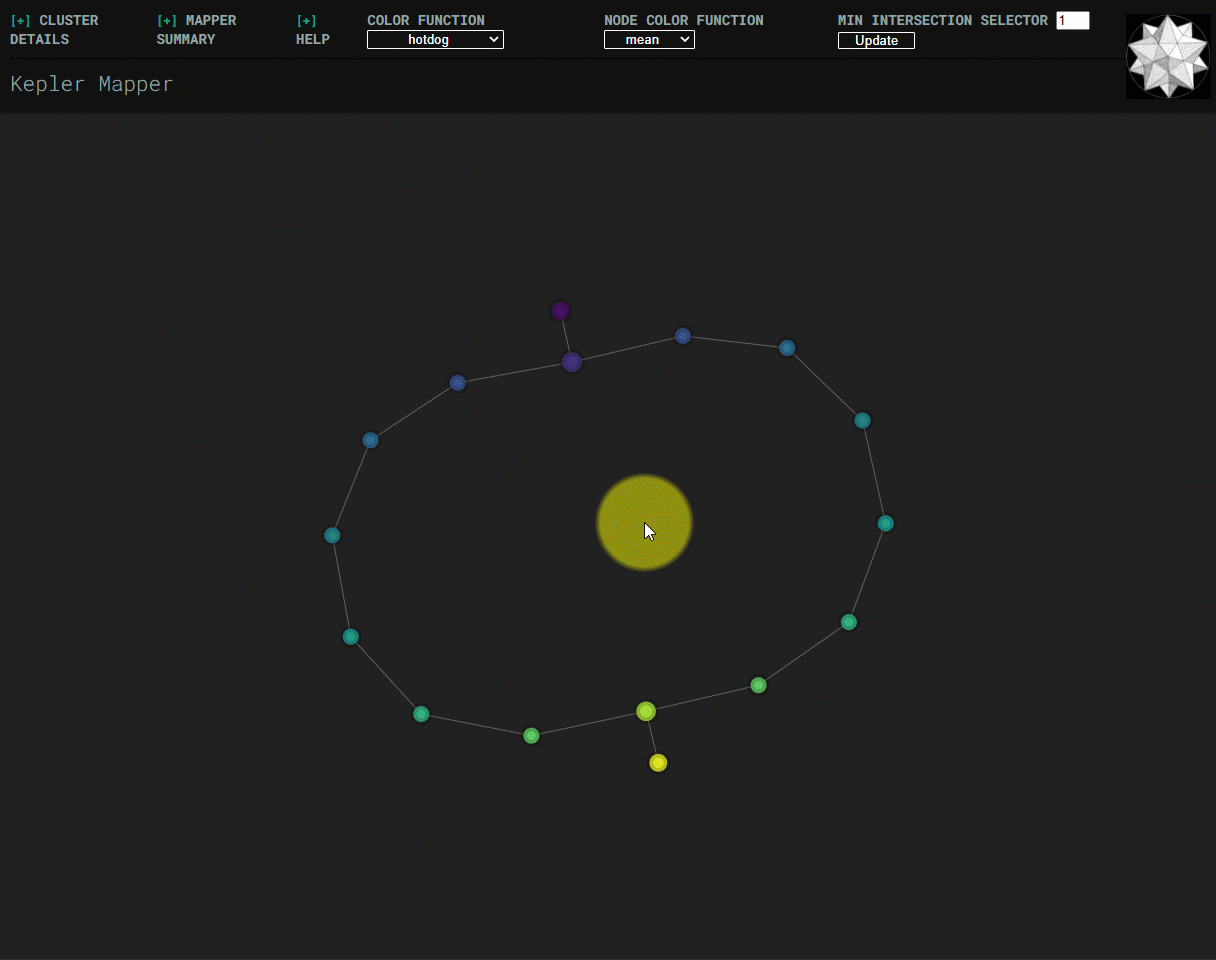 [+] CLUSTER DETAILS
[+] MAPPER SUMMARY
[+] HELP
COLOR FUNCTION
hotdog
NODE COLOR FUNCTION
mean
MIN INTERSECTION SELECTOR 1
Update
Kepler Mapper